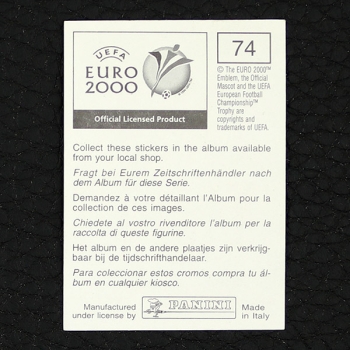 UEFA
EURO
2000
Official Licensed Product
74
© The EURO 2000™
Emblem, the Official
Mascot and the UEFA
European Football
Championship™
Trophy are
copyrights and
trademarks of UEFA.
Collect these stickers in the album available
from your local shop.
Fragt bei Eurem Zeitschriftenhändler nach
dem Album für diese Serie.
Demandez à votre détaillant l'Album pour la
collection de ces images.
Chiedete al vostro rivenditore l'album per la
raccolta di queste figurine.
Het album en de andere plaatjes zijn verkrijg-
baar bij de tijdschrifthandelaar.
Para coleccionar estos cromos compra tu ál-
bum en cualquier kiosco.
Manufactured
under license by
PANINI
Made
in Italy